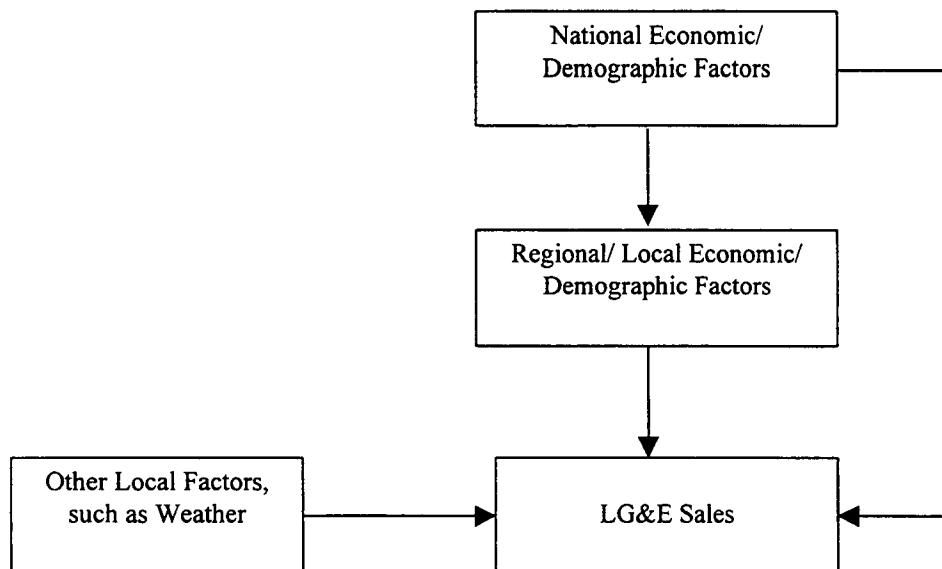 National Economic/
Demographic Factors
Regional/ Local Economic/
Demographic Factors
Other Local Factors,
such as Weather
LG&E Sales